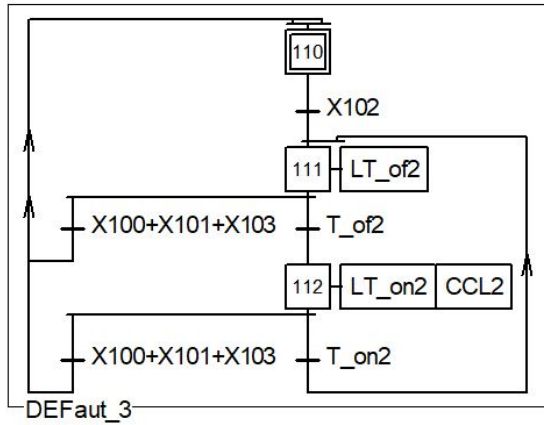 110
X102
111 LT_of2
X100+X101+X103 T_of2
112 LT_on2 CCL2
X100+X101+X103 T_on2
DEFaut_3